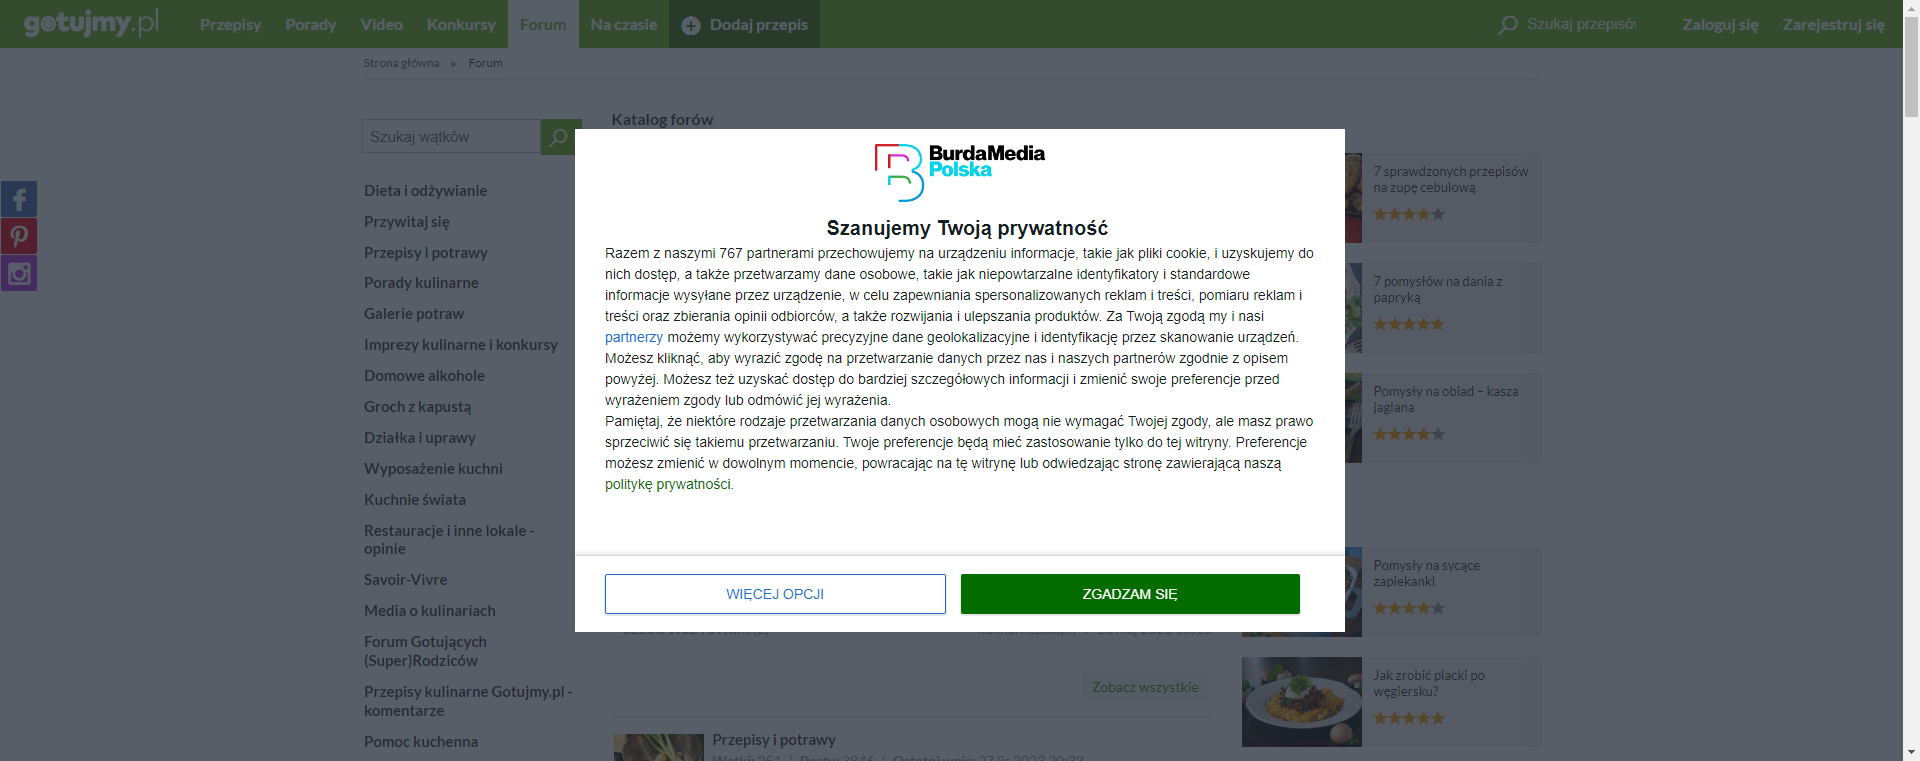 gotujmy.pl
Przepisy
Porady
Video
Konkursy
Forum
Na czasie
Dodaj przepis
Szukaj przepisów
Zaloguj się
Zarejestruj się
Strona główna » Forum
Szukaj wątków
Dieta i odżywianie
Przywitaj się
Przepisy i potrawy
Porady kulinarne
Galerie potraw
Imprezy kulinarne i konkursy
Domowe alkohole
Groch z kapustą
Działka i uprawy
Wyposażenie kuchni
Kuchnie świata
Restauracje i inne lokale -
opinie
Savoir-Vivre
Media o kulinariach
Forum Gotujących
(Super)Rodziców
Przepisy kulinarne Gotujmy.pl -
komentarze
Pomoc kuchenna
Katalog forów
BurdaMedia
Polska
Szanujemy Twoją prywatność
Razem z naszymi 767 partnerami przechowujemy na urządzeniu informacje, takie jak pliki cookie, i uzyskujemy do
nich dostęp, a także przetwarzamy dane osobowe, takie jak niepowtarzalne identyfikatory i standardowe
informacje wysyłane przez urządzenie, w celu zapewniania spersonalizowanych reklam i treści, pomiaru reklam i
treści oraz zbierania opinii odbiorców, a także rozwijania i ulepszania produktów. Za Twoją zgodą my i nasi
partnerzy możemy wykorzystywać precyzyjne dane geolokalizacyjne i identyfikację przez skanowanie urządzeń.
Możesz kliknąć, aby wyrazić zgodę na przetwarzanie danych przez nas i naszych partnerów zgodnie z opisem
powyżej. Możesz też uzyskać dostęp do bardziej szczegółowych informacji i zmienić swoje preferencje przed
wyrażeniem zgody lub odmówić jej wyrażenia.
Pamiętaj, że niektóre rodzaje przetwarzania danych osobowych mogą nie wymagać Twojej zgody, ale masz prawo
sprzeciwić się takiemu przetwarzaniu. Twoje preferencje będą mieć zastosowanie tylko do tej witryny. Preferencje
możesz zmienić w dowolnym momencie, powracając na tę witrynę lub odwiedzając stronę zawierającą naszą
politykę prywatności.
WIĘCEJ OPCJI
ZGADZAM SIĘ
Zobacz wszystkie
Przepisy i potrawy
Wątki: 251 | Posty: 3846 | Ostatni wpis: 27 lis 2023 20:33
7 sprawdzonych przepisów
na zupę cebulową
7 pomysłów na dania z
papryką
Pomysły na obiad – kasza
jaglana
Pomysły na sycące
zapiekanki
Jak zrobić placki po
węgiersku?